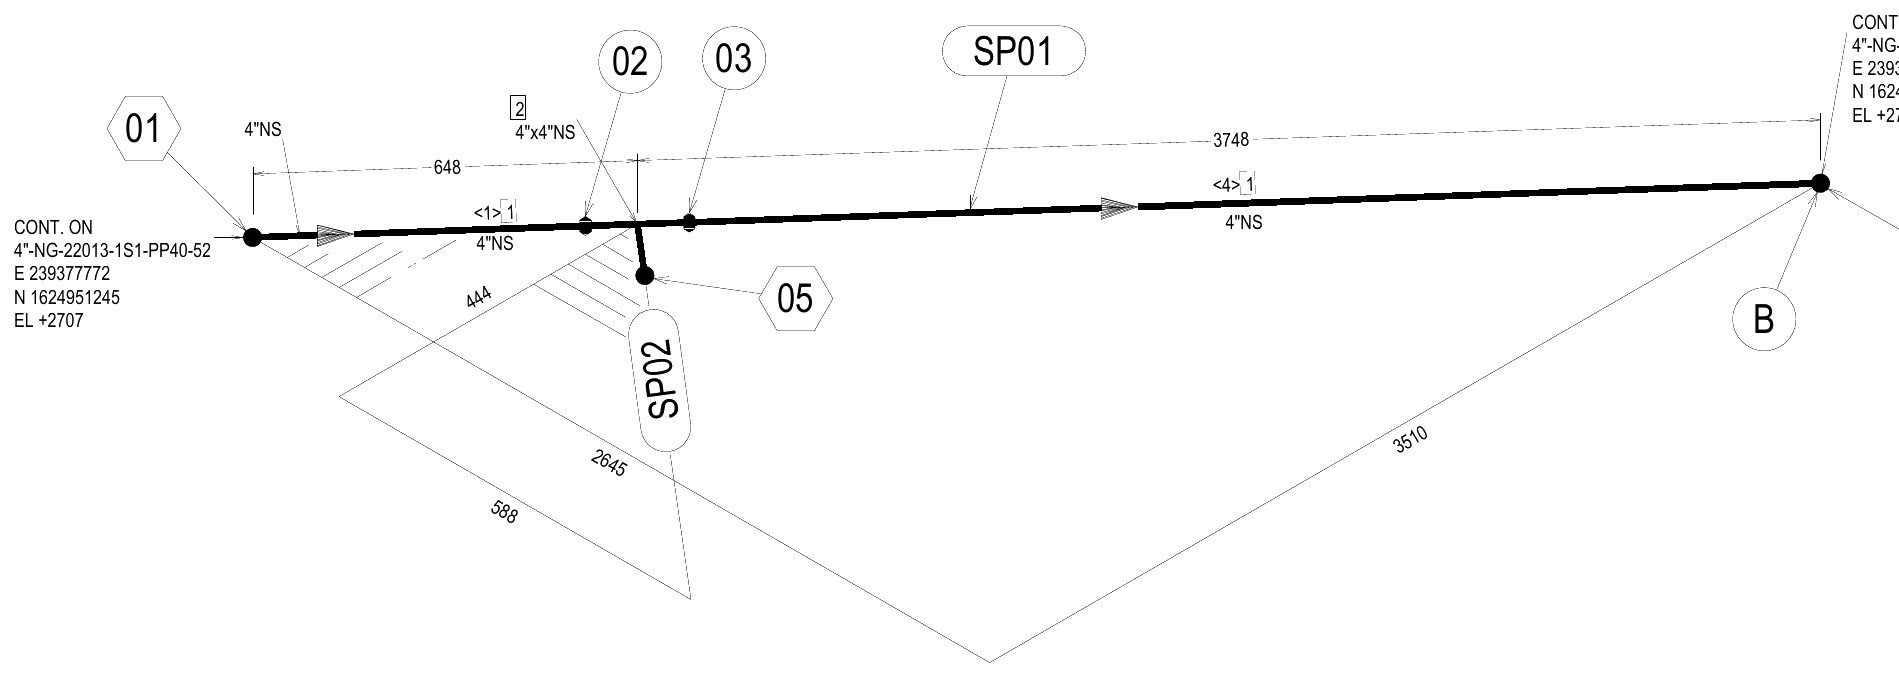 CONT
4"-NG-
E 2393
N 1624
EL +27
02
03
SP01
01
4"NS
2
4"x4"NS
3748
648
<1>1
4"NS
<4>1
4"NS
CONT. ON
4"-NG-22013-1S1-PP40-52
E 239377772
N 1624951245
EL +2707
444
05
B
SP02
2645
3510
588